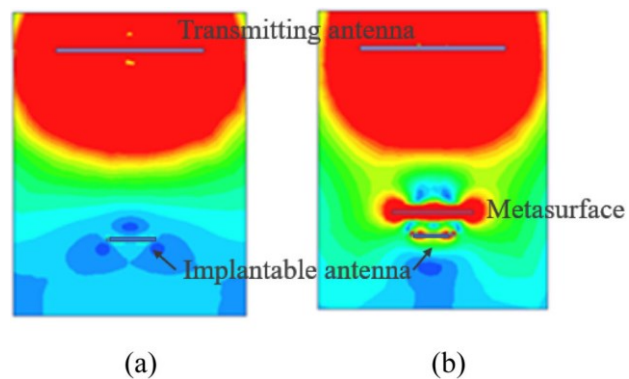 Transmitting antenna
Metasurface
Implantable antenna
(a)
(b)